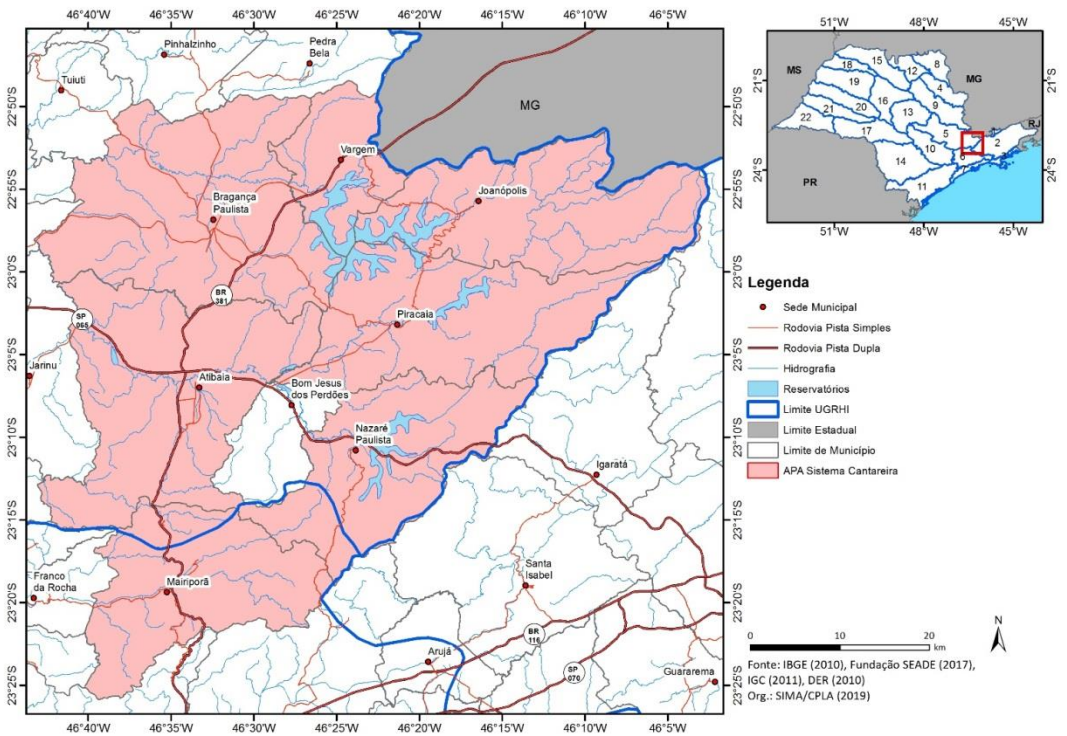 46°40'W 46°35'W 46°30'W 46°25'W 46°20'W 46°15'W 46°10'W 46°5'W
22°50'S
22°55'S
23°0'S
23°5'S
23°10'S
23°15'S
23°20'S
23°25'S
Pinhalzinho
Pedra
Bela
Tuiuti
MG
Vargem
Joanópolis
Bragança
Paulista
BR
381
SP
065
Piracaia
Jarinu
Atibaia
Bom Jesus
dos Perdões
Nazaré
Paulista
Igaratá
Santa
Isabel
Franco
da Rocha
Mairiporã
BR
116
Arujá
SP
070
Guararema
22°50'S
22°55'S
23°0'S
23°5'S
23°10'S
23°15'S
23°20'S
23°25'S
46°40'W 46°35'W 46°30'W 46°25'W 46°20'W 46°15'W 46°10'W 46°5'W
51°W 48°W 45°W
21°S
24°S
MS
MG
RJ
PR
18
15
8
12
19
4
16
9
13
21
20
22
17
5
10
2
6
14
11
21°S
24°S
51°W 48°W 45°W
Legenda
Sede Municipal
Rodovia Pista Simples
Rodovia Pista Dupla
Hidrografia
Reservatórios
Limite UGRHI
Limite Estadual
Limite de Município
APA Sistema Cantareira
N
0 10 20
km
Fonte: IBGE (2010), Fundação SEADE (2017),
IGC (2011), DER (2010)
Org.: SIMA/CPLA (2019)